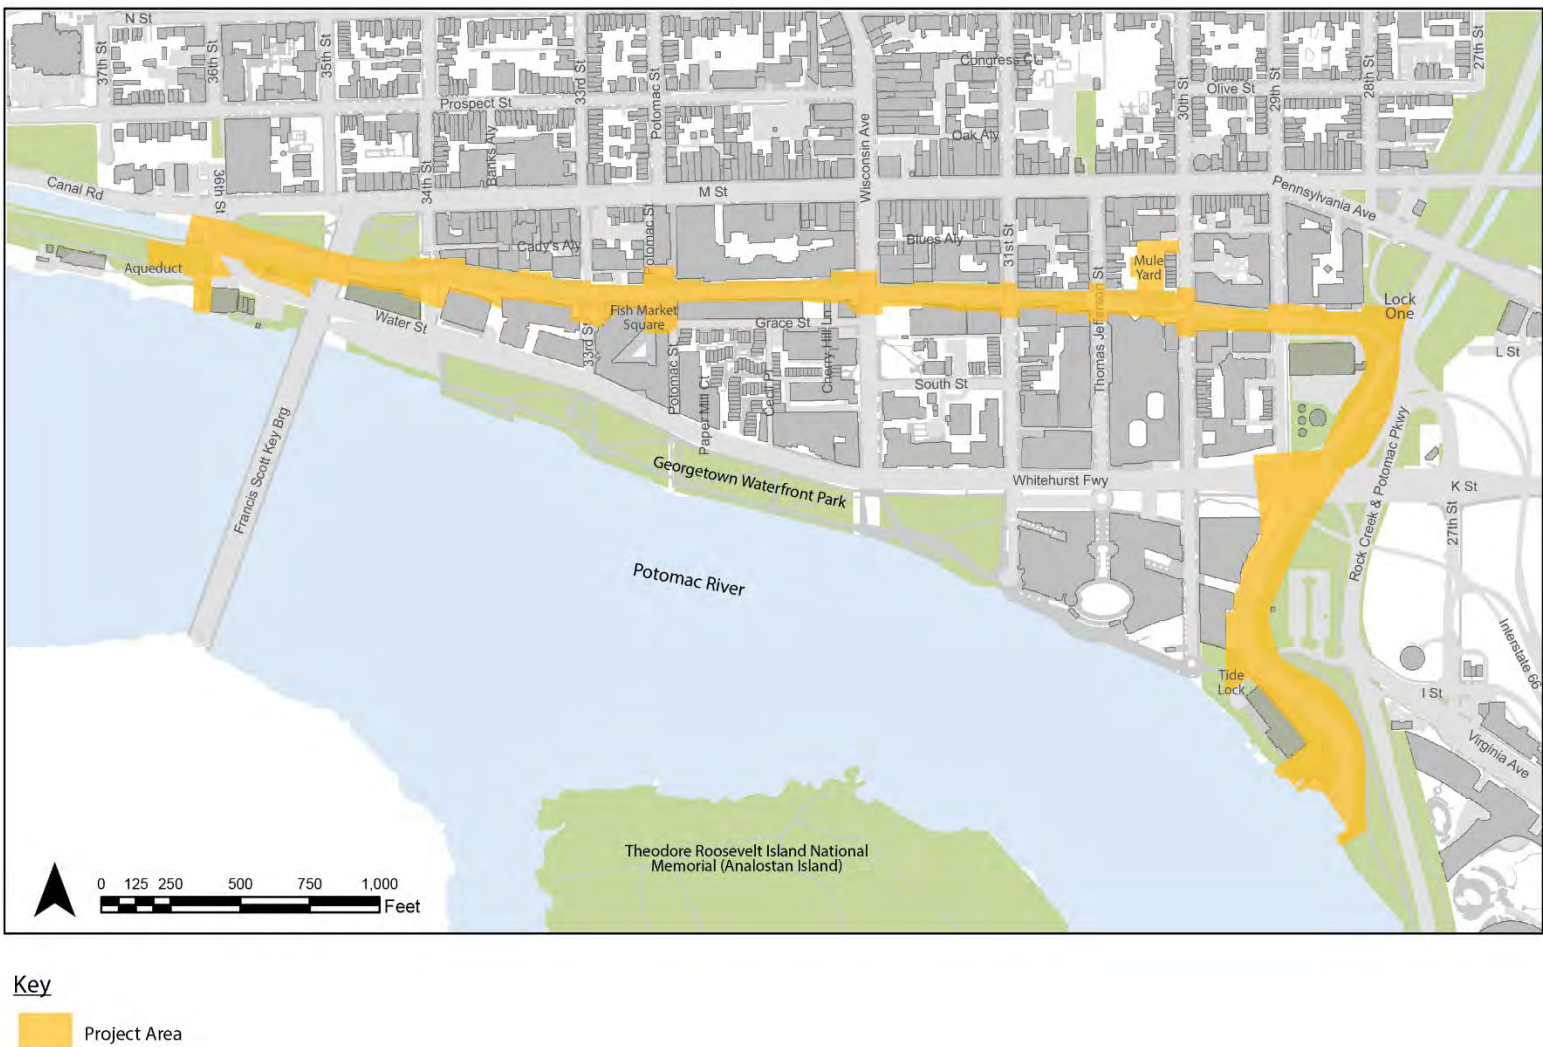 N St
37th St
36th St
35th St
33rd St
Potomac St
Congress Ct
30th St
Olive St
29th St
28th St
27th St
Prospect St
Banks Aly
Wisconsin Ave
Oak Aly
Canal Rd
36th St
34th St
M St
Pennsylvania Ave
Potomac St
Cady's Aly
Blues Aly
31st St
Aqueduct
Mule
Yard
Thomas Jefferson St
Lock
One
Water St
Fish Market
Square
Grace St
Cherry Hill Ln
33rd St
Potomac St
Paper Mill Ct
Cecil Pl
South St
L St
Francis Scott Key Brg
Georgetown Waterfront Park
Whitehurst Fwy
K St
27th St
Rock Creek & Potomac Pkwy
Potomac River
Interstate 66
Tide
Lock
I St
Virginia Ave
Theodore Roosevelt Island National
Memorial (Analostan Island)
0 125 250 500 750 1,000
Feet
Key
Project Area